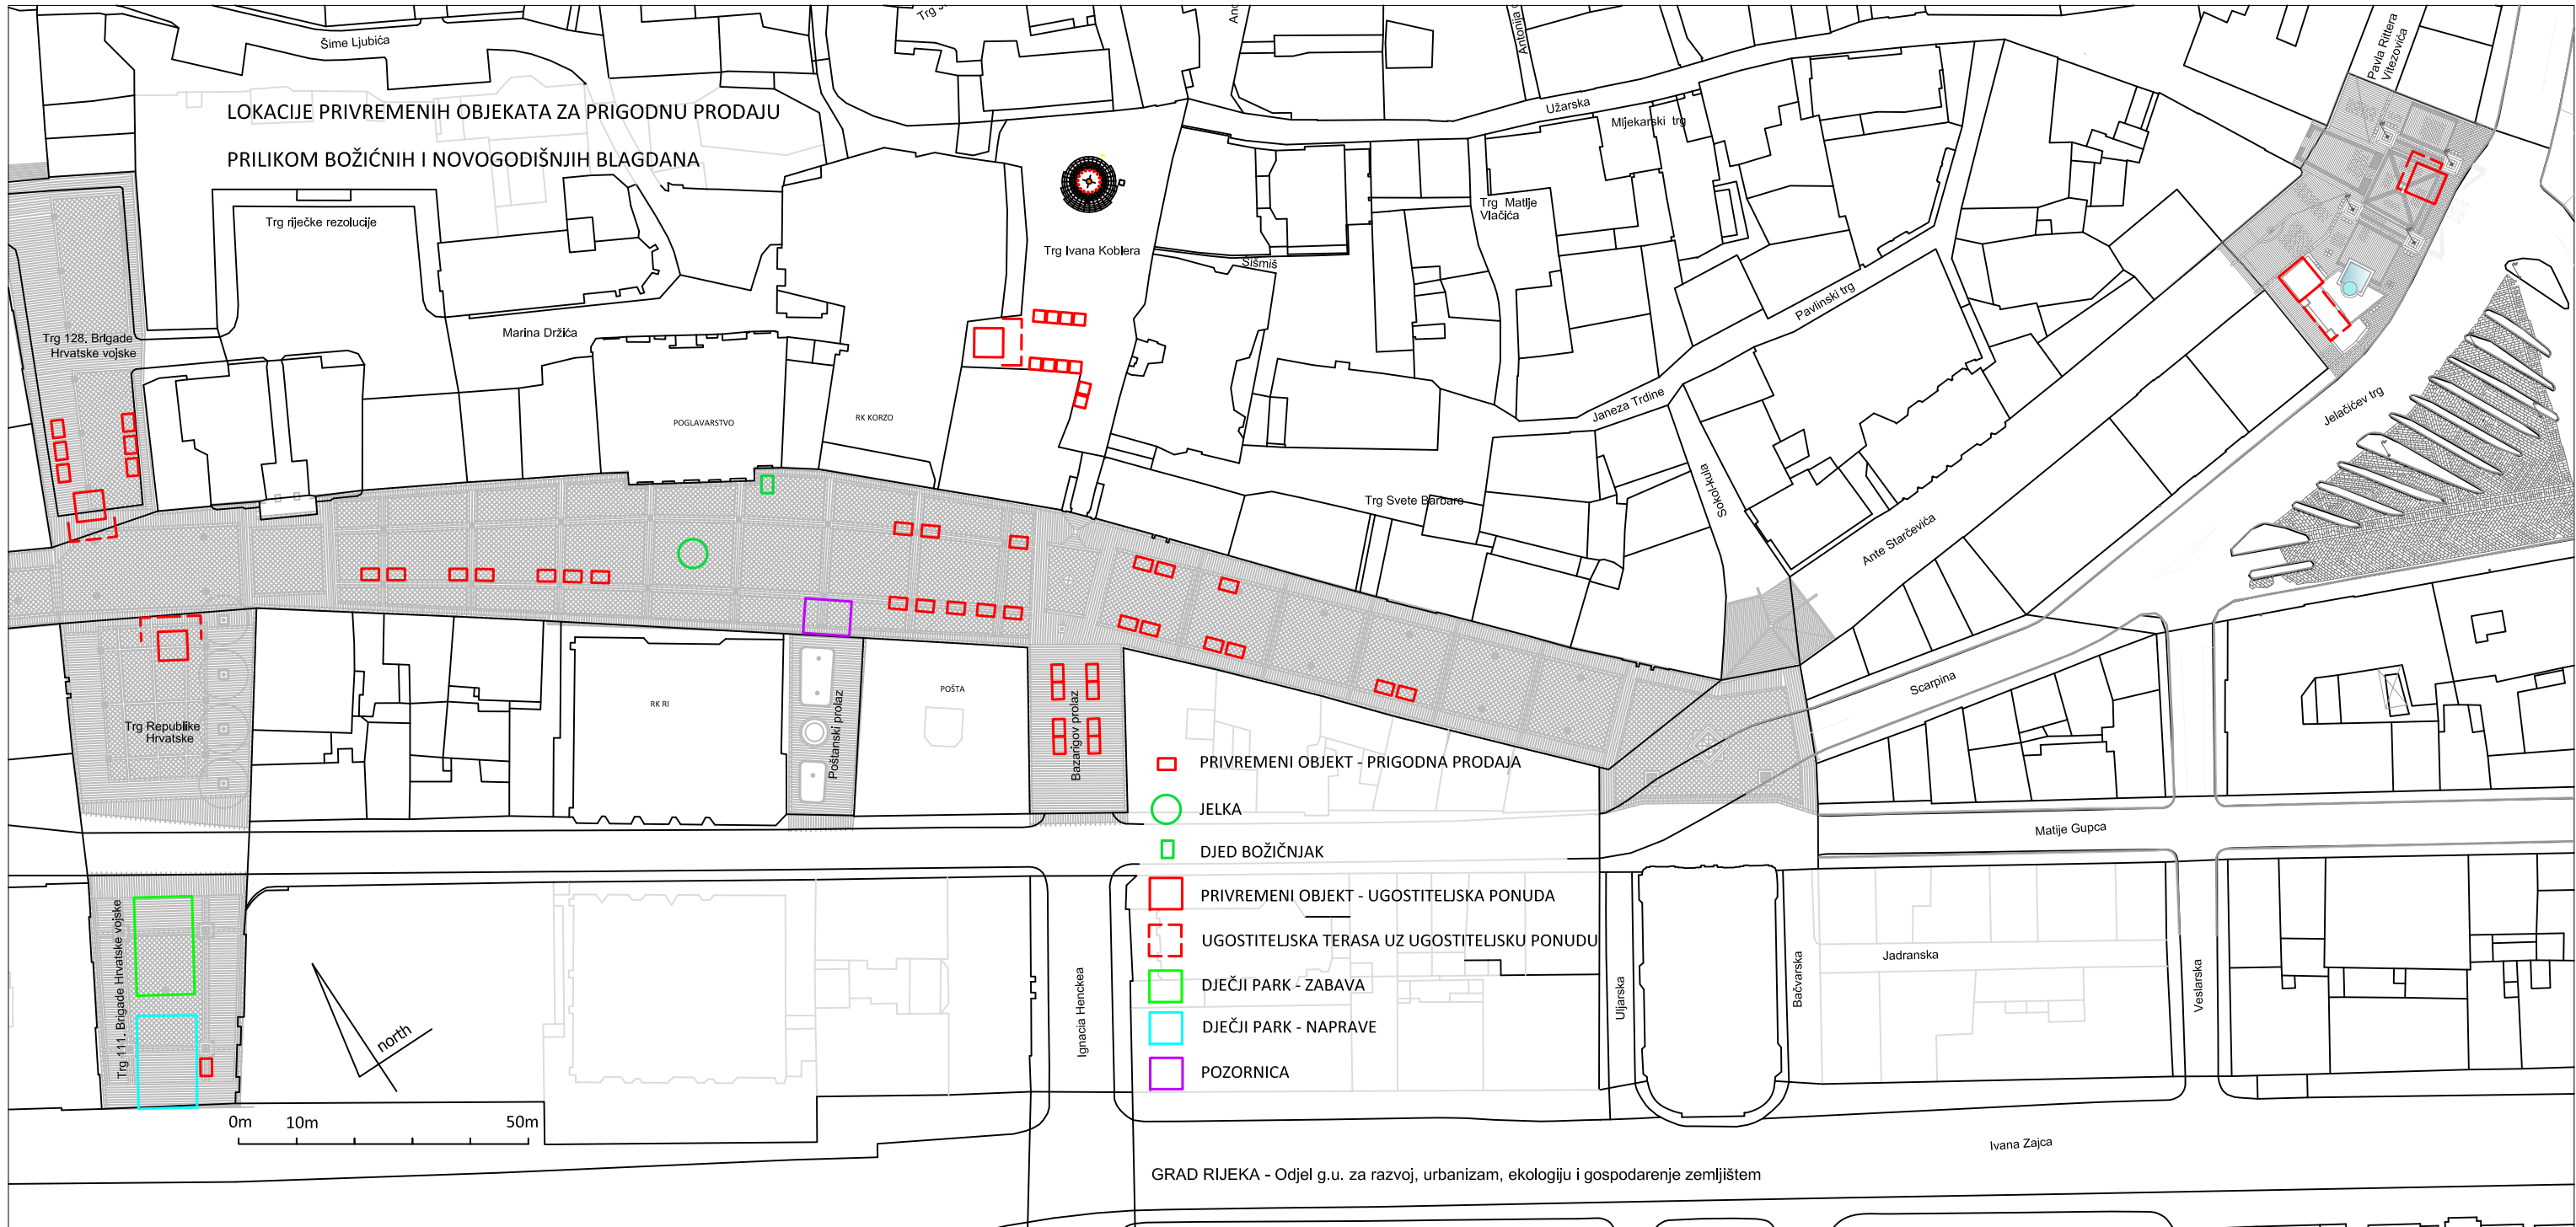 Šime Ljubića
Užarska
Mljekarski trg
Pavla Rittera
Vitezovića
LOKACIJE PRIVREMENIH OBJEKATA ZA PRIGODNU PRODAJU
PRILIKOM BOŽIĆNIH I NOVOGODIŠNJIH BLAGDANA
Trg riječke rezolucije
Trg Ivana Koblera
Trg Matije
Vlačića
Šišmiš
Pavlinski trg
Trg 128. Brigade
Hrvatske vojske
Marina Držića
POGLAVARSTVO
RK KORZO
Janeza Trdine
Jelačićev trg
Trg Svete Barbare
Sokol-kula
Ante Starčevića
Trg Republike
Hrvatske
RK RI
Poštanski prolaz
POŠTA
Bazarigov prolaz
Scarpina
PRIVREMENI OBJEKT - PRIGODNA PRODAJA
JELKA
DJED BOŽIČNJAK
PRIVREMENI OBJEKT - UGOSTITELJSKA PONUDA
UGOSTITELJSKA TERASA UZ UGOSTITELJSKU PONUDU
DJEČJI PARK - ZABAVA
DJEČJI PARK - NAPRAVE
POZORNICA
Matije Gupca
Trg 111. Brigade Hrvatske vojske
north
Ignacia Henckea
Uljarska
Bačvarska
Jadranska
Veslarska
0m 10m 50m
Ivana Zajca
GRAD RIJEKA - Odjel g.u. za razvoj, urbanizam, ekologiju i gospodarenje zemljištem